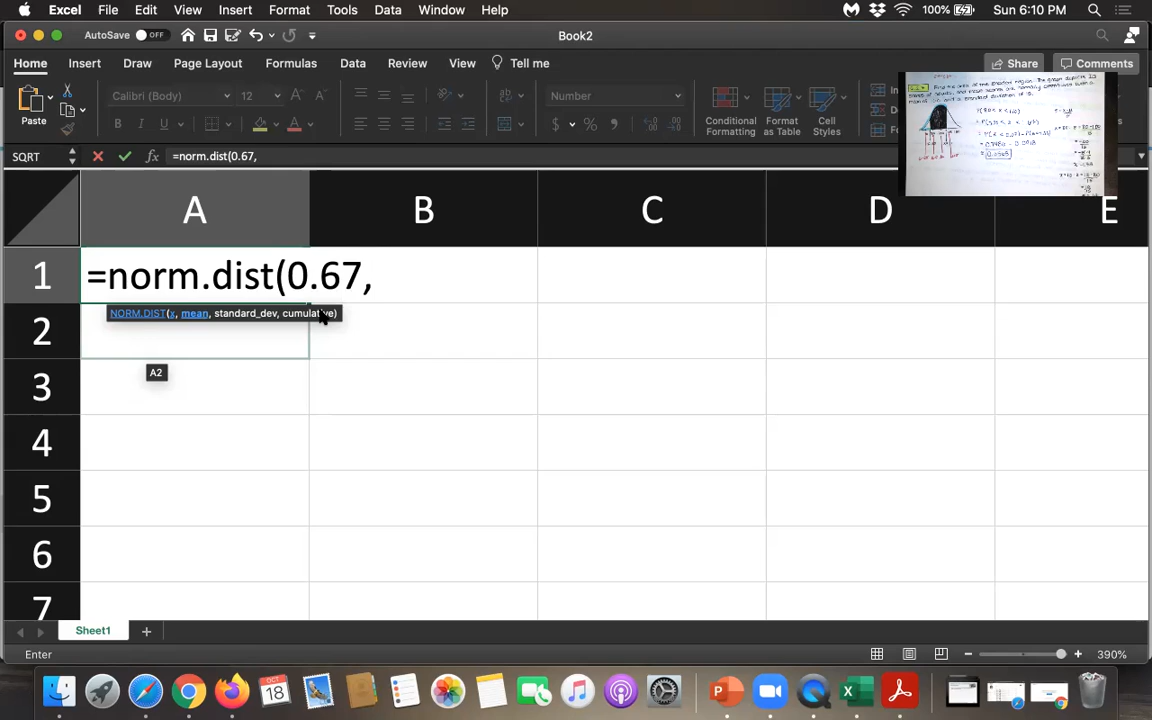 Excel File Edit View Insert Format Tools Data Window Help 100% Sun 6:10 PM
AutoSave OFF Book2
Home Insert Draw Page Layout Formulas Data Review View Tell me Share Comments
Paste Calibri (Body) 12 A A Number Conditional Formatting Format as Table Cell Styles
B I U A $ %
SQRT fx =norm.dist(0.67,
A B C D E
1 =norm.dist(0.67,
NORM.DIST(x, mean, standard_dev, cumulative)
2
A2
3
4
5
6
7
Sheet1
Enter 390%
OCT
18